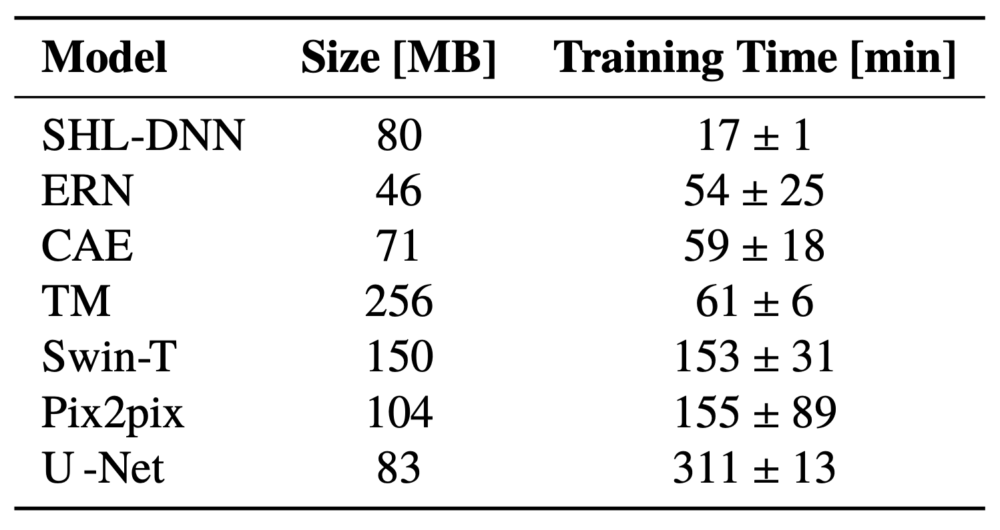 Model Size [MB] Training Time [min]
SHL-DNN 80 17 ± 1
ERN 46 54 ± 25
CAE 71 59 ± 18
TM 256 61 ± 6
Swin-T 150 153 ± 31
Pix2pix 104 155 ± 89
U -Net 83 311 ± 13